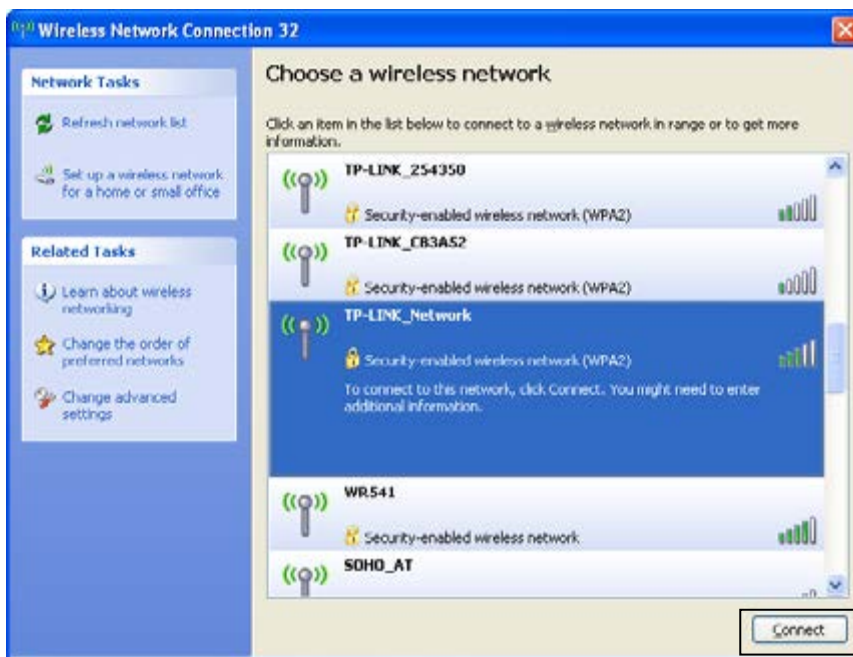 Wireless Network Connection 32
Network Tasks
Refresh network list
Set up a wireless network
for a home or small office
Related Tasks
Learn about wireless
networking
Change the order of
preferred networks
Change advanced
settings
Choose a wireless network
Click an item in the list below to connect to a wireless network in range or to get more
information.
TP-LINK_254350
Security-enabled wireless network (WPA2)
TP-LINK_CB3A52
Security-enabled wireless network (WPA2)
TP-LINK_Network
Security-enabled wireless network (WPA2)
To connect to this network, click Connect. You might need to enter
additional information.
WR541
Security-enabled wireless network
SOHO_AT
Connect